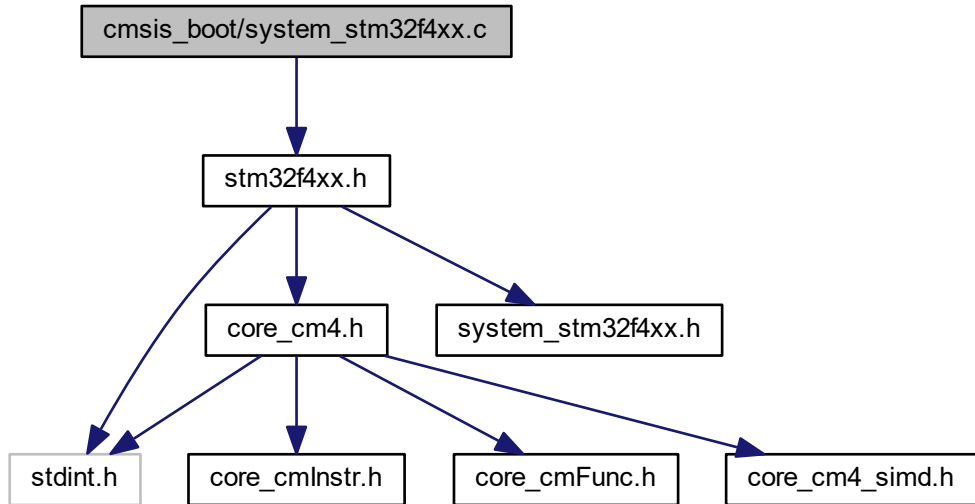 cmsis_boot/system_stm32f4xx.c
stm32f4xx.h
core_cm4.h
system_stm32f4xx.h
stdint.h
core_cmInstr.h
core_cmFunc.h
core_cm4_simd.h